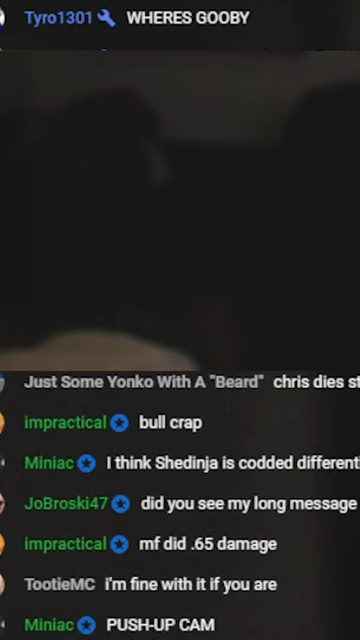 Tyro1301 WHERES GOOBY
Just Some Yonko With A "Beard" chris dies
impractical bull crap
Miniac I think Shedinja is codded
JoBroski47 did you see my long message
impractical mf did .65 damage
TootieMC i'm fine with it if you are
Miniac PUSH-UP CAM